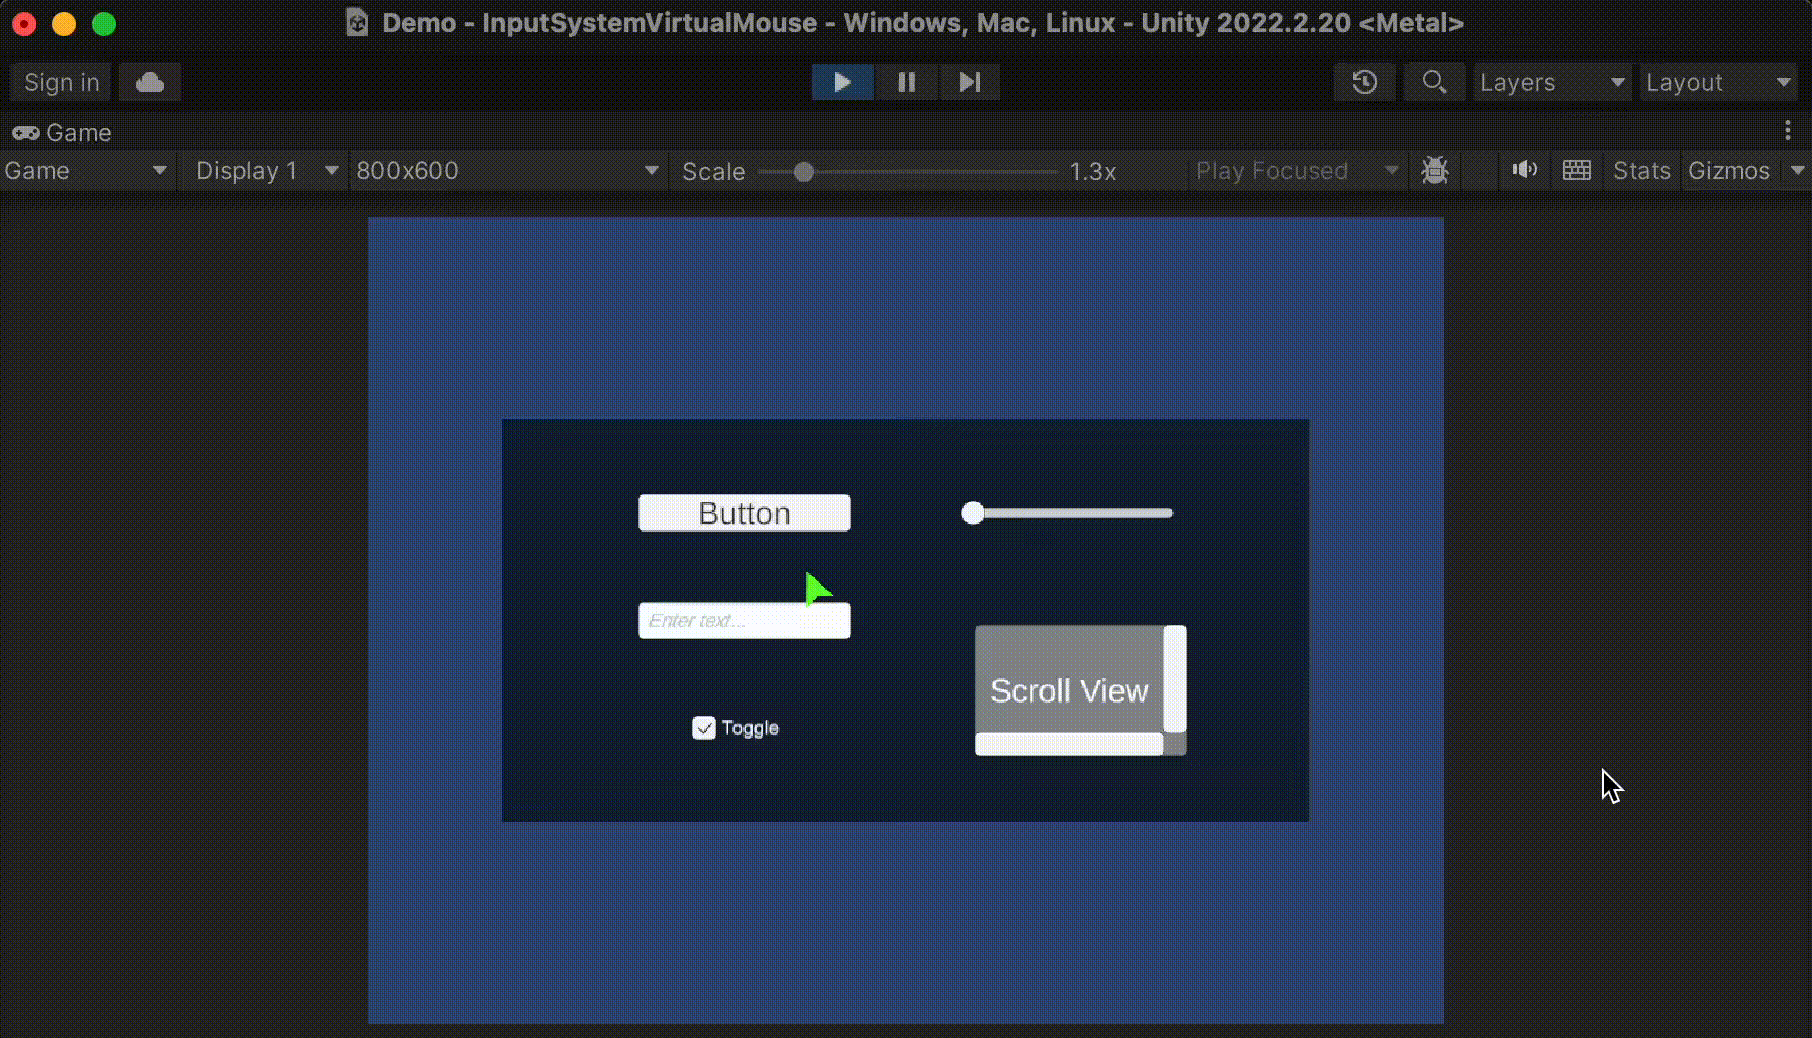 Demo - InputSystemVirtualMouse - Windows, Mac, Linux - Unity 2022.2.20 <Metal>
Sign in
Layers
Layout
Game
Game
Display 1
800x600
Scale
1.3x
Play Focused
Stats
Gizmos
Button
Enter text...
Scroll View
Toggle